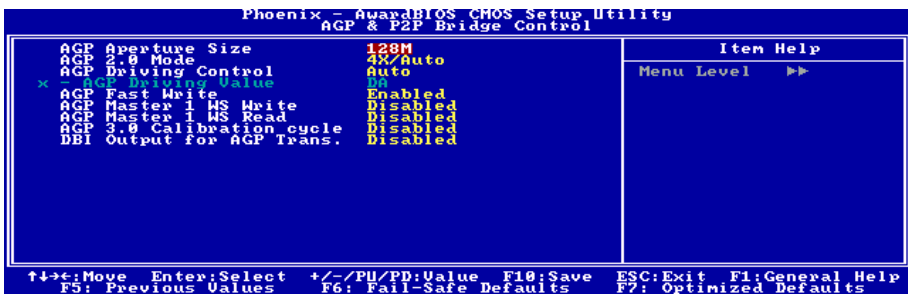 Phoenix - AwardBIOS CMOS Setup Utility
AGP & P2P Bridge Control
AGP Aperture Size 128M
Item Help
AGP 2.0 Mode 4X/Auto
AGP Driving Control Auto
Menu Level ▶▶
x - AGP Driving Value DA
AGP Fast Write Enabled
AGP Master 1 WS Write Disabled
AGP Master 1 WS Read Disabled
AGP 3.0 Calibration cycle Disabled
DBI Output for AGP Trans. Disabled
↑↓→←:Move Enter:Select +/-/PU/PD:Value F10:Save ESC:Exit F1:General Help
F5: Previous Values F6: Fail-Safe Defaults F7: Optimized Defaults